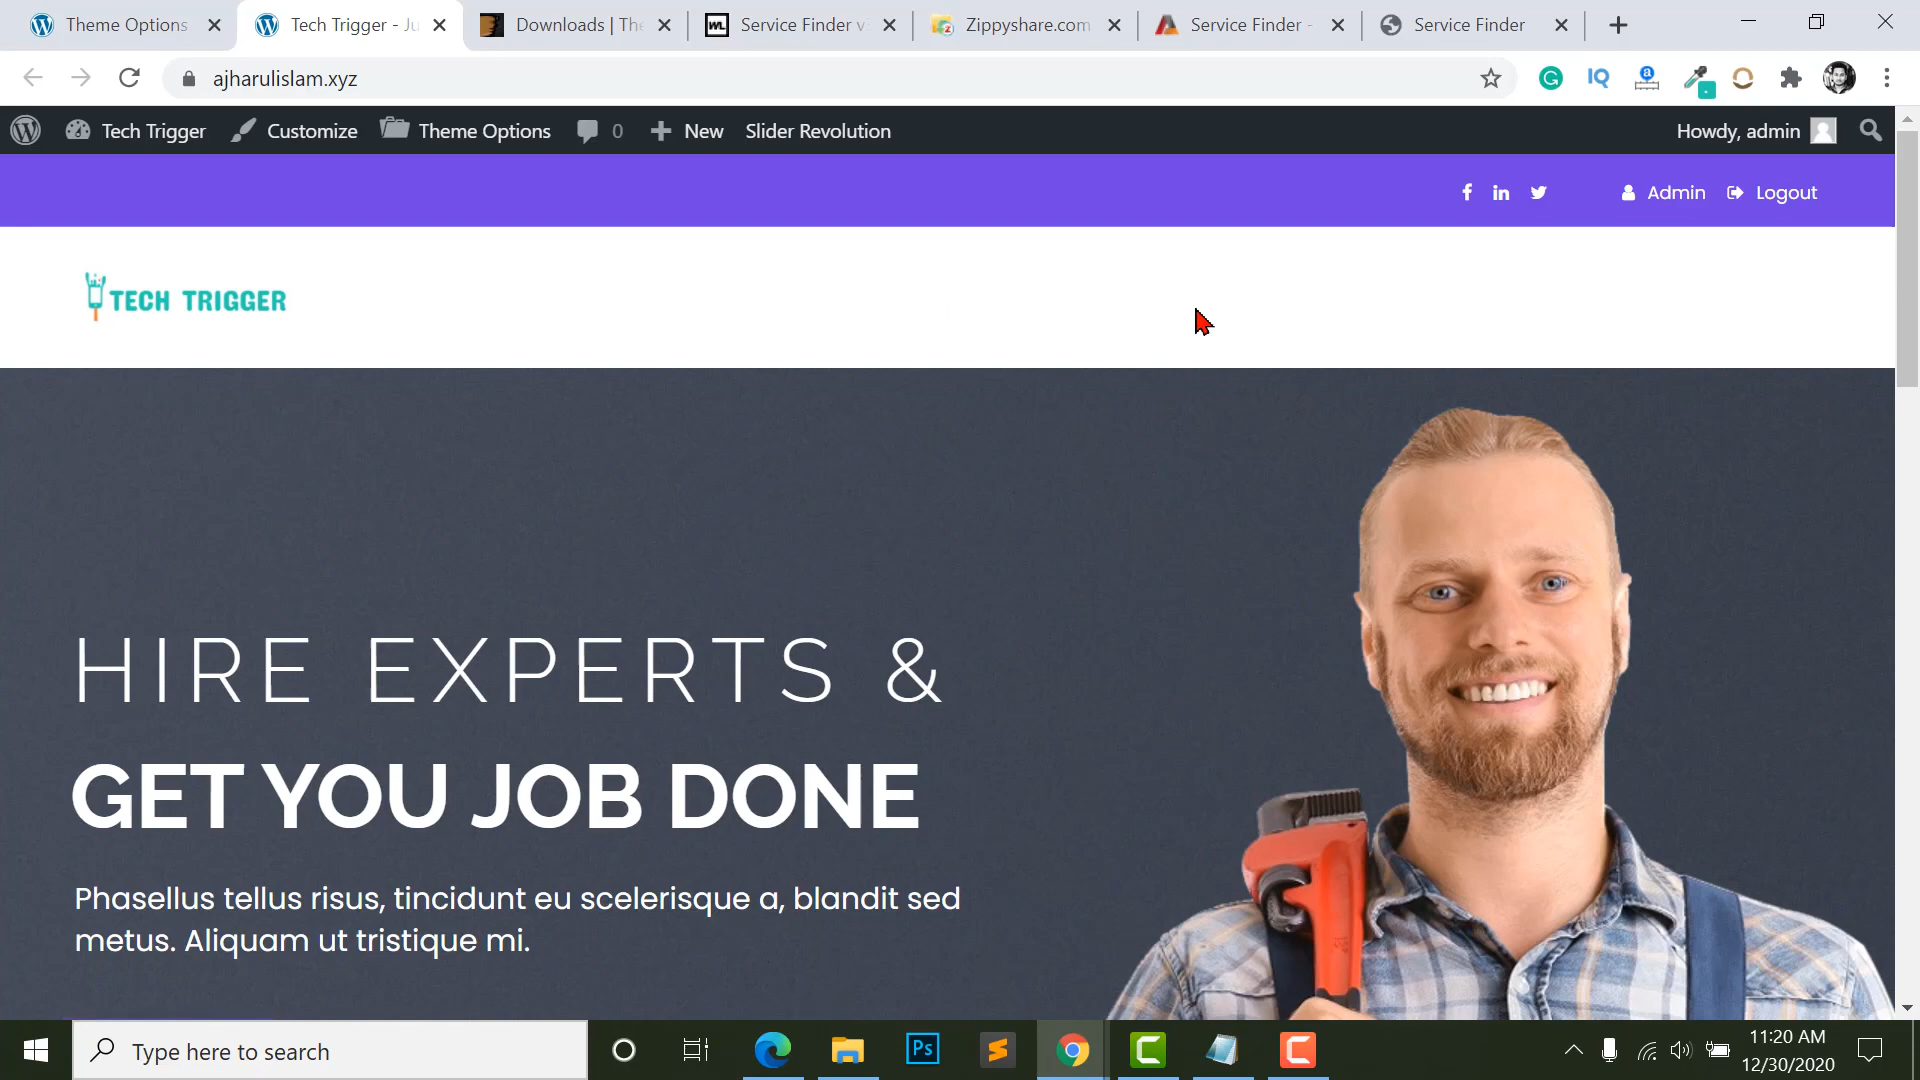 Theme Options
Tech Trigger - Ju
Downloads | The
Service Finder v
Zippyshare.com
Service Finder -
Service Finder
ajharulislam.xyz
Tech Trigger
Customize
Theme Options
0
New
Slider Revolution
Howdy, admin
Admin
Logout
TECH TRIGGER
HIRE EXPERTS &
GET YOU JOB DONE
Phasellus tellus risus, tincidunt eu scelerisque a, blandit sed
metus. Aliquam ut tristique mi.
Type here to search
11:20 AM
12/30/2020